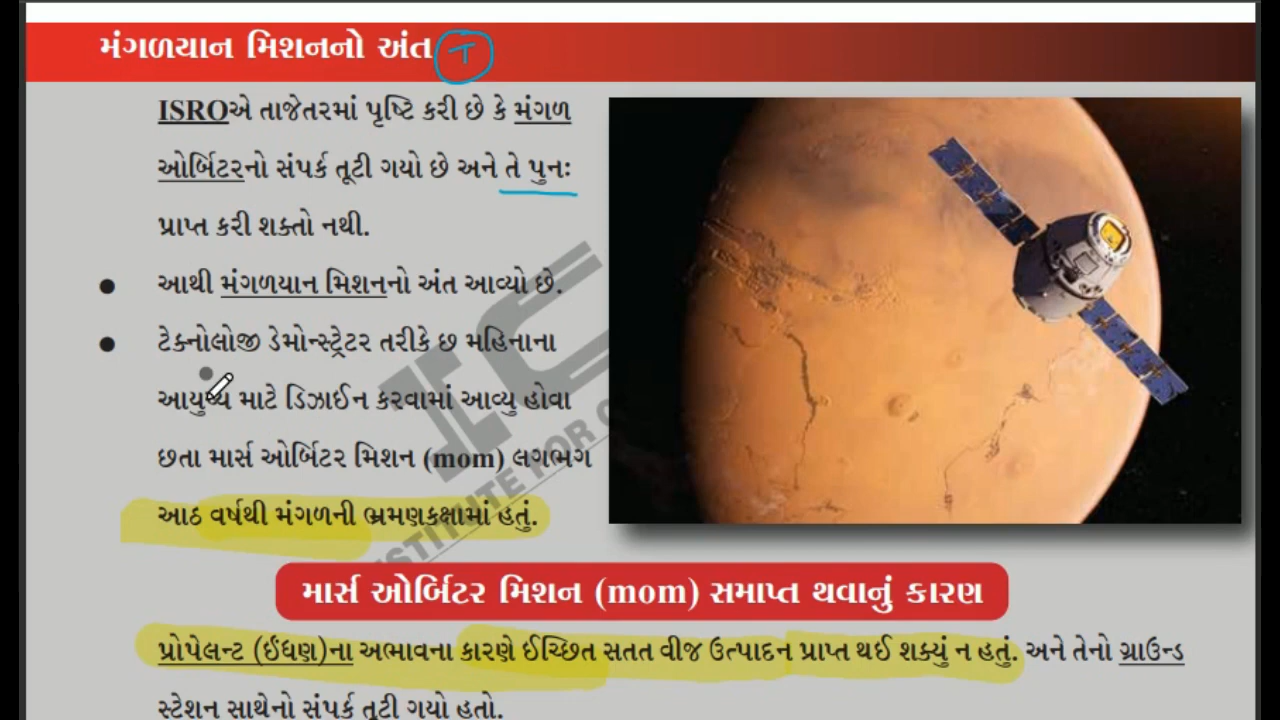 મંગળયાન મિશનનો અંત T
ISROએ તાજેતરમાં પૃષ્ટિ કરી છે કે મંગળ
ઓર્બિટરનો સંપર્ક તૂટી ગયો છે અને તે પુનઃ
પ્રાપ્ત કરી શક્તો નથી.
● આથી મંગળયાન મિશનનો અંત આવ્યો છે.
● ટેક્નોલોજી ડેમોન્સ્ટ્રેટર તરીકે છ મહિનાના
આયુષ્ય માટે ડિઝાઈન કરવામાં આવ્યુ હોવા
છતા માર્સ ઓર્બિટર મિશન (mom) લગભગ
આઠ વર્ષથી મંગળની ભ્રમણકક્ષામાં હતું.
INSTITUTE FOR
માર્સ ઓર્બિટર મિશન (mom) સમાપ્ત થવાનું કારણ
પ્રોપેલન્ટ (ઈંધણ)ના અભાવના કારણે ઈચ્છિત સતત વીજ ઉત્પાદન પ્રાપ્ત થઈ શક્યું ન હતું. અને તેનો ગ્રાઉન્ડ
સ્ટેશન સાથેનો સંપર્ક તૂટી ગયો હતો.